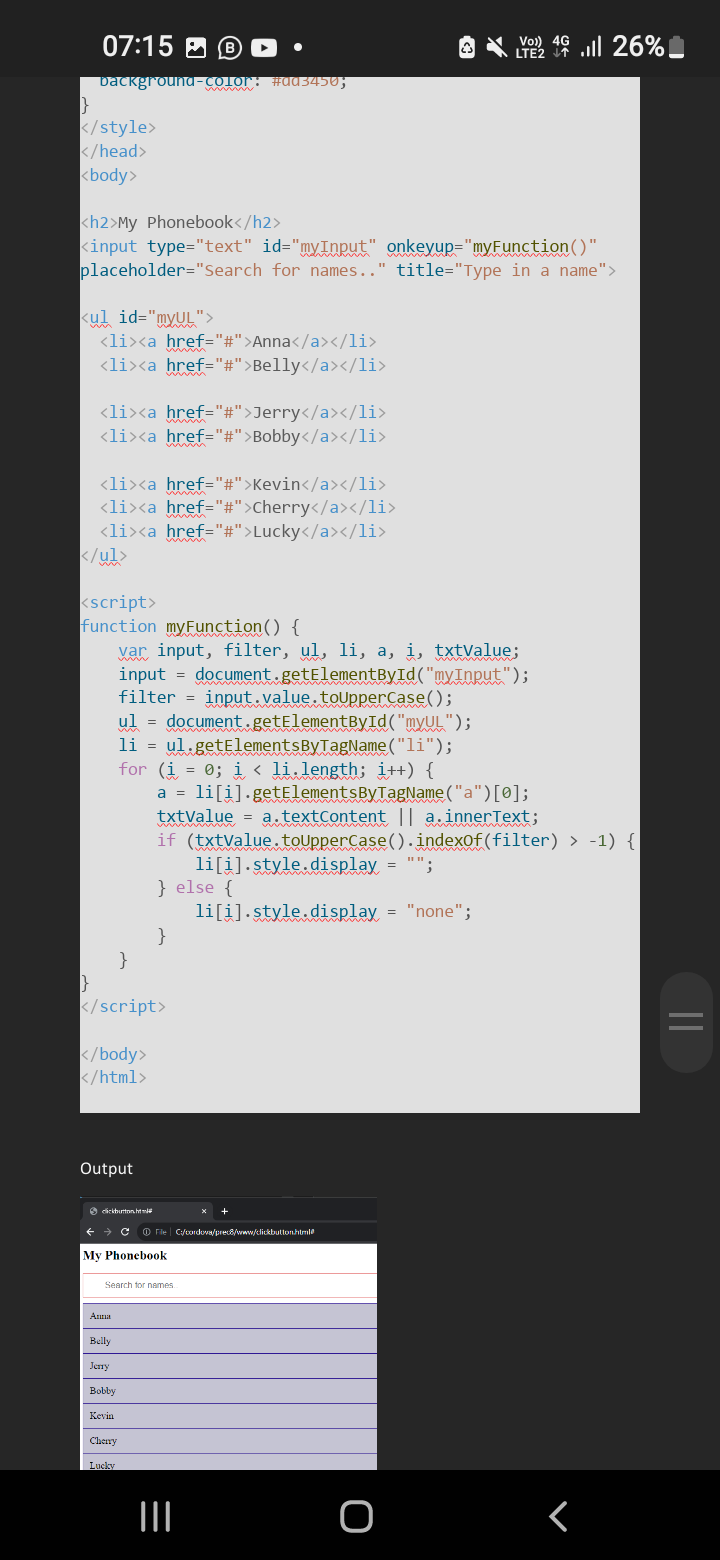 07:15 B Vo)) LTE2 4G 26%
background-color: #dd3450;
}
</style>
</head>
<body>
<h2>My Phonebook</h2>
<input type="text" id="myInput" onkeyup="myFunction()"
placeholder="Search for names.." title="Type in a name">
<ul id="myUL">
<li><a href="#">Anna</a></li>
<li><a href="#">Belly</a></li>
<li><a href="#">Jerry</a></li>
<li><a href="#">Bobby</a></li>
<li><a href="#">Kevin</a></li>
<li><a href="#">Cherry</a></li>
<li><a href="#">Lucky</a></li>
</ul>
<script>
function myFunction() {
var input, filter, ul, li, a, i, txtValue;
input = document.getElementById("myInput");
filter = input.value.toUpperCase();
ul = document.getElementById("myUL");
li = ul.getElementsByTagName("li");
for (i = 0; i < li.length; i++) {
a = li[i].getElementsByTagName("a")[0];
txtValue = a.textContent || a.innerText;
if (txtValue.toUpperCase().indexOf(filter) > -1) {
li[i].style.display = "";
} else {
li[i].style.display = "none";
}
}
}
</script>
</body>
</html>
Output
clickbutton.html# x +
File C:/cordova/prec8/www/clickbutton.html#
My Phonebook
Search for names..
Anna
Belly
Jerry
Bobby
Kevin
Cherry
Lucky